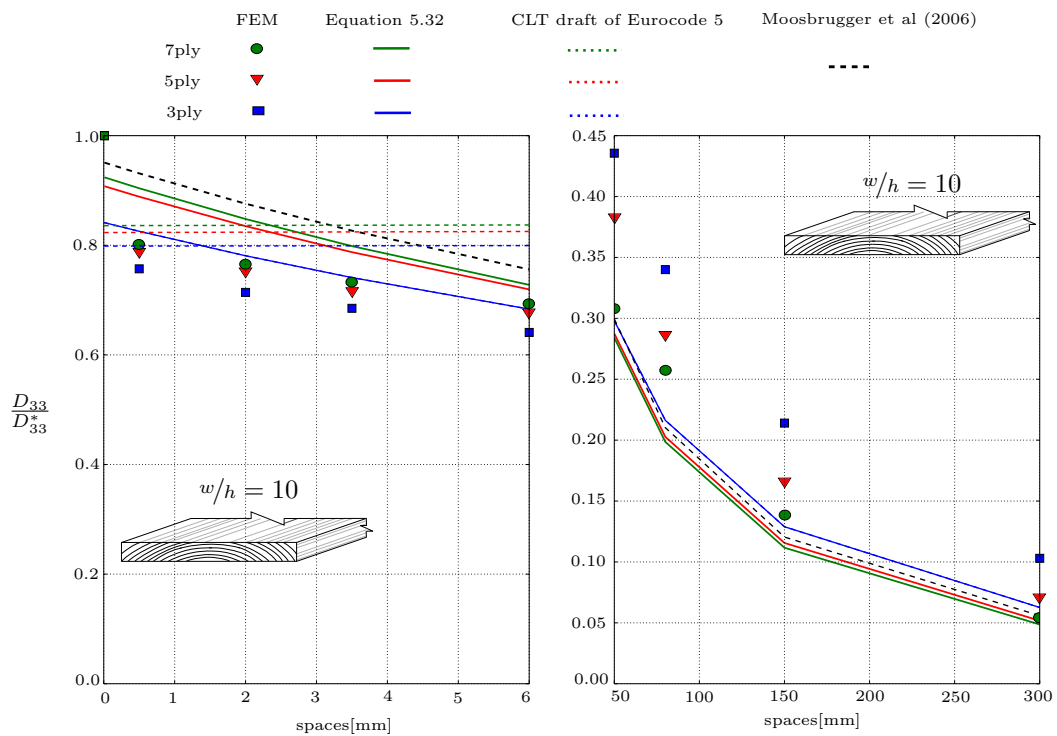 FEM Equation 5.32 CLT draft of Eurocode 5 Moosbrugger et al (2006)
7ply
5ply
3ply
1.0
0.8
0.6
0.4
0.2
0.0
D33
D*33
w/h = 10
0 1 2 3 4 5 6
spaces[mm]
0.45
0.40
0.35
0.30
0.25
0.20
0.15
0.10
0.05
0.00
w/h = 10
50 100 150 200 250 300
spaces[mm]